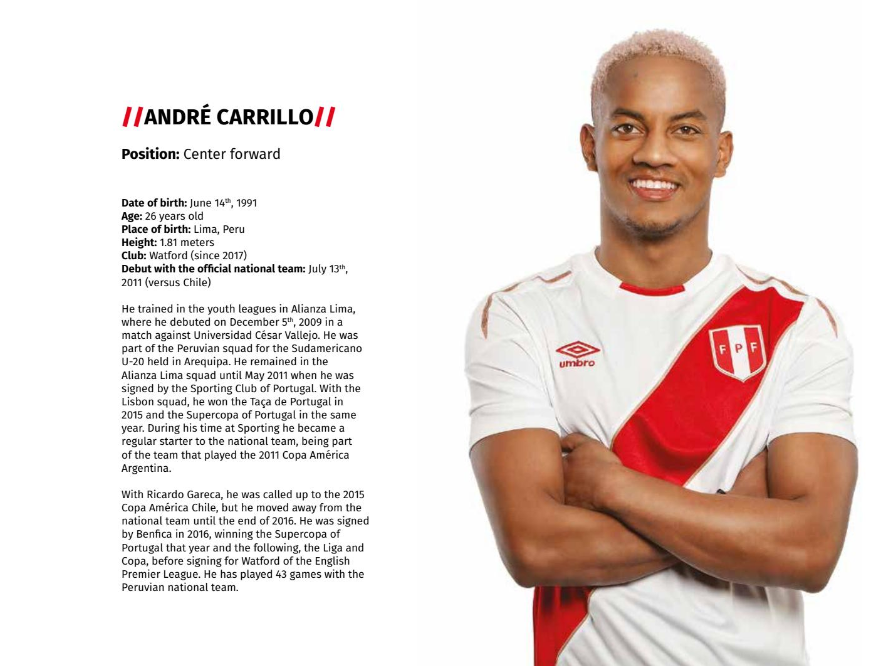 //ANDRÉ CARRILLO//
Position: Center forward
Date of birth: June 14th, 1991
Age: 26 years old
Place of birth: Lima, Peru
Height: 1.81 meters
Club: Watford (since 2017)
Debut with the official national team: July 13th,
2011 (versus Chile)
He trained in the youth leagues in Alianza Lima,
where he debuted on December 5th, 2009 in a
match against Universidad César Vallejo. He was
part of the Peruvian squad for the Sudamericano
U-20 held in Arequipa. He remained in the
Alianza Lima squad until May 2011 when he was
signed by the Sporting Club of Portugal. With the
Lisbon squad, he won the Taça de Portugal in
2015 and the Supercopa of Portugal in the same
year. During his time at Sporting he became a
regular starter to the national team, being part
of the team that played the 2011 Copa América
Argentina.
With Ricardo Gareca, he was called up to the 2015
Copa América Chile, but he moved away from the
national team until the end of 2016. He was signed
by Benfica in 2016, winning the Supercopa of
Portugal that year and the following, the Liga and
Copa, before signing for Watford of the English
Premier League. He has played 43 games with the
Peruvian national team.
umbro
FPF